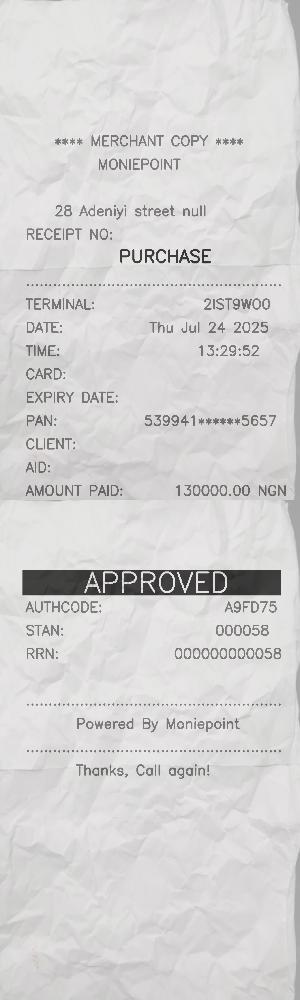 **** MERCHANT COPY ****
MONIEPOINT
28 Adeniyi street null
RECEIPT NO:
PURCHASE
TERMINAL: 2IST9WOO
DATE: Thu Jul 24 2025
TIME: 13:29:52
CARD:
EXPIRY DATE:
PAN: 539941******5657
CLIENT:
AID:
AMOUNT PAID: 130000.00 NGN
APPROVED
AUTHCODE: A9FD75
STAN: 000058
RRN: 000000000058
Powered By Moniepoint
Thanks, Call again!